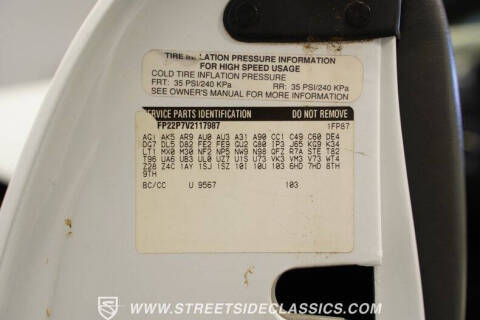 TIRE INFLATION PRESSURE INFORMATION
FOR HIGH SPEED USAGE
COLD TIRE INFLATION PRESSURE
FRT: 35 PSI/240 KPa RR: 35 PSI/240 KPa
SEE OWNER'S MANUAL FOR MORE INFORMATION
SERVICE PARTS IDENTIFICATION DO NOT REMOVE
FP22P7V2117987 1FP87
AG1 AK5 AR9 AU0 AU3 A31 A90 CC1 C49 C60 DE4
DG7 DL5 D82 FE2 FE9 GU2 G80 IP3 J65 KG9 K34
LT1 MX0 M30 NF2 NP5 NW9 N98 QFZ R7A STE T82
T96 UA6 UB3 UL0 UZ7 U1S U73 VK3 VM3 V73 WT4
Z28 Z4C 1AY 1SJ 1SZ 10I 10U 103 6HD 7HD 8TH
9TH
BC/CC U 9567 103
WWW.STREETSIDECLASSICS.COM